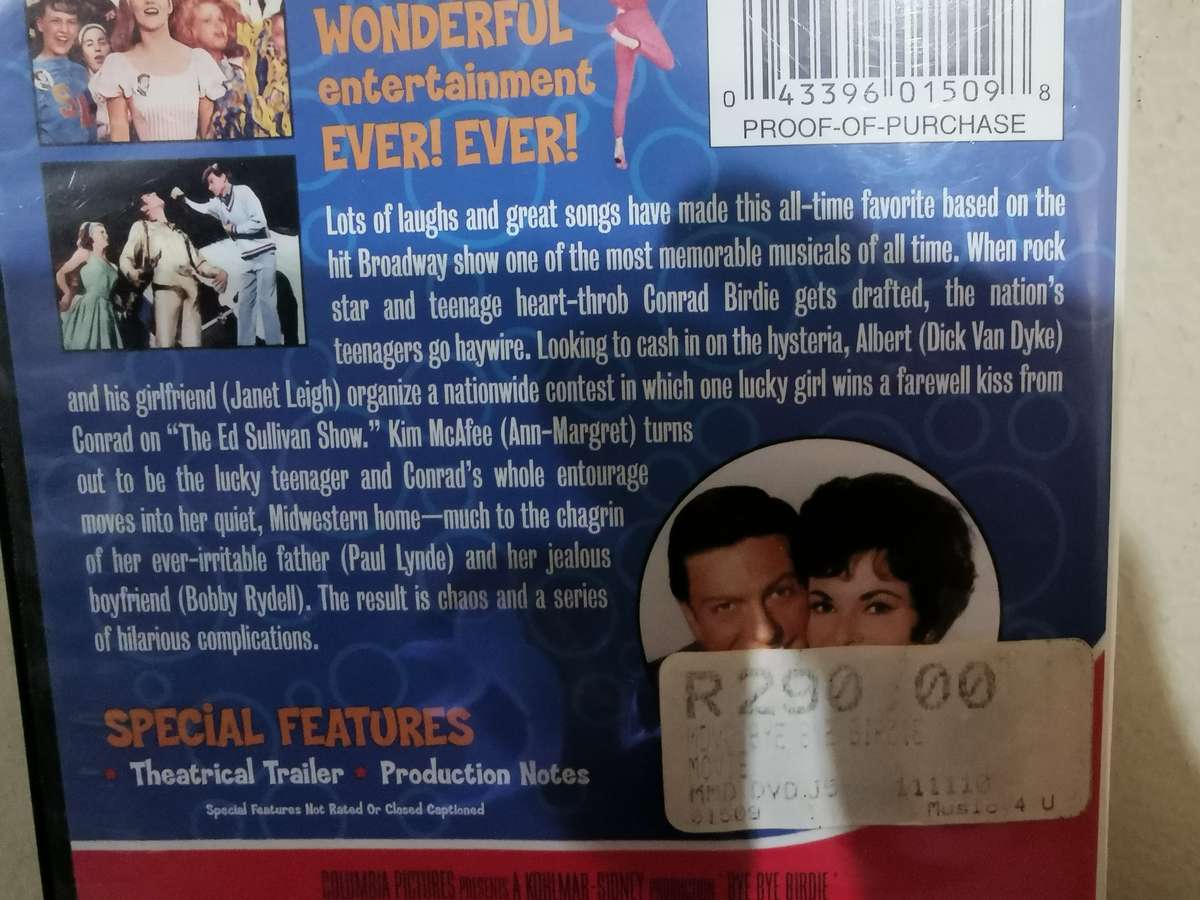 WONDERFUL
entertainment
EVER! EVER!
0 43396 01509 8
PROOF-OF-PURCHASE
Lots of laughs and great songs have made this all-time favorite based on the
hit Broadway show one of the most memorable musicals of all time. When rock
star and teenage heart-throb Conrad Birdie gets drafted, the nation's
teenagers go haywire. Looking to cash in on the hysteria, Albert (Dick Van Dyke)
and his girlfriend (Janet Leigh) organize a nationwide contest in which one lucky girl wins a farewell kiss from
Conrad on “The Ed Sullivan Show.” Kim McAfee (Ann-Margret) turns
out to be the lucky teenager and Conrad's whole entourage
moves into her quiet, Midwestern home—much to the chagrin
of her ever-irritable father (Paul Lynde) and her jealous
boyfriend (Bobby Rydell). The result is chaos and a series
of hilarious complications.
R290 00
BIRDIE
MMD DVD.J5 111110
01509 Music 4 U
SPECIAL FEATURES
* Theatrical Trailer * Production Notes
Special Features Not Rated Or Closed Captioned
COLUMBIA PICTURES PRESENTS A KOHLMAR-SIDNEY PRODUCTION "BYE BYE BIRDIE"